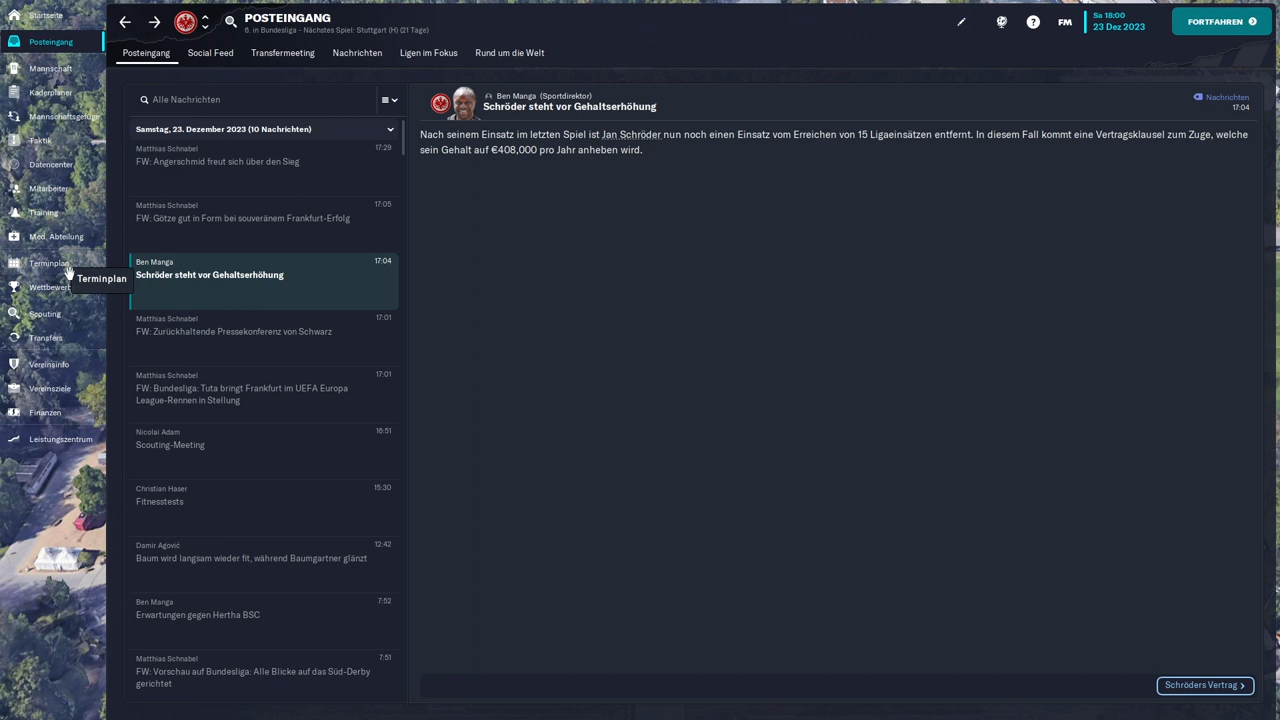 Startseite
Posteingang
Mannschaft
Kaderplaner
Mannschaftsgefüge
Taktik
Datencenter
Mitarbeiter
Training
Med. Abteilung
Terminplan
Terminplan
Wettbewerb
Scouting
Transfers
Vereinsinfo
Vereinsziele
Finanzen
Leistungszentrum
POSTEINGANG
6. in Bundesliga - Nächstes Spiel: Stuttgart (H) (21 Tage)
FM
Sa 18:00
23 Dez 2023
FORTFAHREN
Posteingang
Social Feed
Transfermeeting
Nachrichten
Ligen im Fokus
Rund um die Welt
Alle Nachrichten
Samstag, 23. Dezember 2023 (10 Nachrichten)
Matthias Schnabel 17:29
FW: Angerschmid freut sich über den Sieg
Matthias Schnabel 17:05
FW: Götze gut in Form bei souveränem Frankfurt-Erfolg
Ben Manga 17:04
Schröder steht vor Gehaltserhöhung
Matthias Schnabel 17:01
FW: Zurückhaltende Pressekonferenz von Schwarz
Matthias Schnabel 17:01
FW: Bundesliga: Tuta bringt Frankfurt im UEFA Europa
League-Rennen in Stellung
Nicolai Adam 16:51
Scouting-Meeting
Christian Haser 15:30
Fitnesstests
Damir Agović 12:42
Baum wird langsam wieder fit, während Baumgartner glänzt
Ben Manga 7:52
Erwartungen gegen Hertha BSC
Matthias Schnabel 7:51
FW: Vorschau auf Bundesliga: Alle Blicke auf das Süd-Derby
gerichtet
Ben Manga (Sportdirektor)
Schröder steht vor Gehaltserhöhung
Nachrichten
17:04
Nach seinem Einsatz im letzten Spiel ist Jan Schröder nun noch einen Einsatz vom Erreichen von 15 Ligaeinsätzen entfernt. In diesem Fall kommt eine Vertragsklausel zum Zuge, welche
sein Gehalt auf €408,000 pro Jahr anheben wird.
Schröders Vertrag